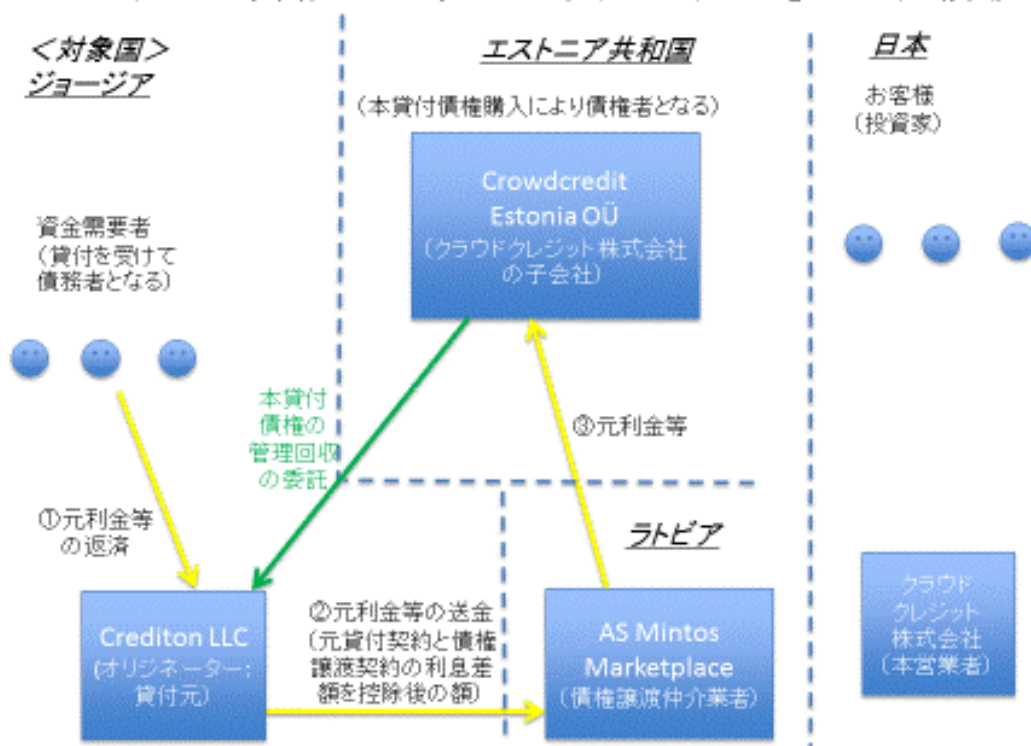 ＜対象国＞
ジョージア
資金需要者
（貸付を受けて
債務者となる）
①元利金等
の返済
Crediton LLC
(オリジネーター：
貸付元)
エストニア共和国
（本貸付債権購入により債権者となる）
Crowdcredit
Estonia OÜ
（クラウドクレジット株式会社
の子会社）
本貸付
債権の
管理回収
の委託
③元利金等
②元利金等の送金
（元貸付契約と債権
譲渡契約の利息差
額を控除後の額）
ラトビア
AS Mintos
Marketplace
（債権譲渡仲介業者）
日本
お客様
（投資家）
クラウド
クレジット
株式会社
（本営業者）